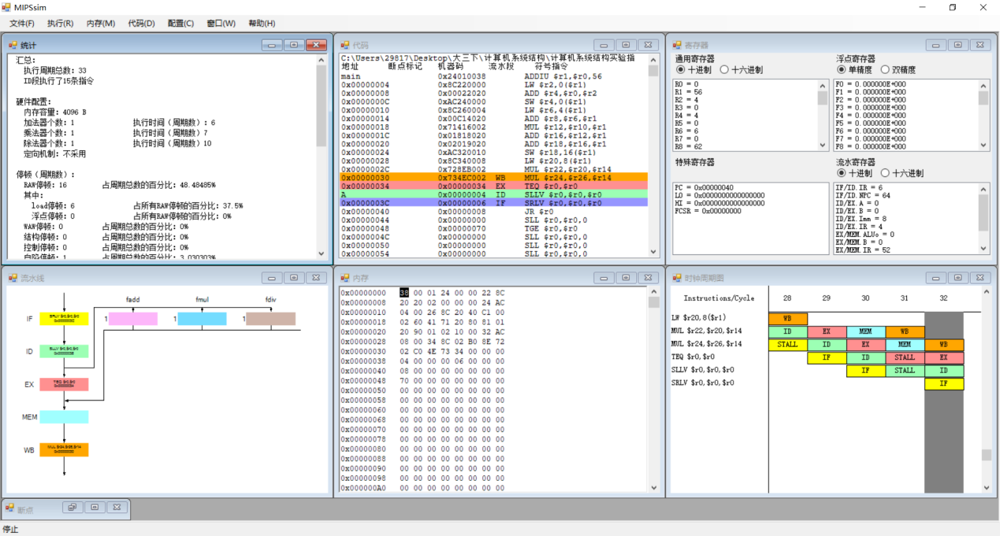 MIPSsim
文件(F) 执行(R) 内存(M) 代码(D) 配置(C) 窗口(W) 帮助(H)
统计
汇总:
执行周期总数: 33
ID段执行了15条指令
硬件配置:
内存容量: 4096 B
加法器个数: 1 执行时间（周期数）: 6
乘法器个数: 1 执行时间（周期数）7
除法器个数: 1 执行时间（周期数）10
定向机制: 不采用
停顿（周期数）:
RAW停顿: 16 占周期总数的百分比: 48.48485%
其中:
load停顿: 6 占所有RAW停顿的百分比: 37.5%
浮点停顿: 0 占所有RAW停顿的百分比: 0%
WAW停顿: 0 占周期总数的百分比: 0%
结构停顿: 0 占周期总数的百分比: 0%
控制停顿: 0 占周期总数的百分比: 0%
自陷停顿: 1 占周期总数的百分比: 3.030303%
代码
C:\Users\29817\Desktop\大三下\计算机系统结构\计算机系统结构实验指
地址 断点标记 机器码 流水段 符号指令
main 0x24010038 ADDIU $r1,$r0,56
0x00000004 0x8C220000 LW $r2,0($r1)
0x00000008 0x00022020 ADD $r4,$r0,$r2
0x0000000C 0xAC240000 SW $r4,0($r1)
0x00000010 0x8C260004 LW $r6,4($r1)
0x00000014 0x00C14020 ADD $r8,$r6,$r1
0x00000018 0x71416002 MUL $r12,$r10,$r1
0x0000001C 0x01818020 ADD $r16,$r12,$r1
0x00000020 0x02019020 ADD $r18,$r16,$r1
0x00000024 0xAC320010 SW $r18,16($r1)
0x00000028 0x8C340008 LW $r20,8($r1)
0x0000002C 0x728EB002 MUL $r22,$r20,$r14
0x00000030 0x734EC002 WB MUL $r24,$r26,$r14
0x00000034 0x00000034 EX TEQ $r0,$r0
A 0x00000004 ID SLLV $r0,$r0,$r0
0x0000003C 0x00000006 IF SRLV $r0,$r0,$r0
0x00000040 0x00000008 JR $r0
0x00000044 0x00000000 SLL $r0,$r0,0
0x00000048 0x00000070 TGE $r0,$r0
0x0000004C 0x00000000 SLL $r0,$r0,0
0x00000050 0x00000000 SLL $r0,$r0,0
0x00000054 0x00000000 SLL $r0,$r0,0
寄存器
通用寄存器 浮点寄存器
十进制 十六进制 单精度 双精度
R0 = 0 F0 = 0.000000E+000
R1 = 56 F1 = 0.000000E+000
R2 = 4 F2 = 0.000000E+000
R3 = 0 F3 = 0.000000E+000
R4 = 4 F4 = 0.000000E+000
R5 = 0 F5 = 0.000000E+000
R6 = 6 F6 = 0.000000E+000
R7 = 0 F7 = 0.000000E+000
R8 = 62 F8 = 0.000000E+000
特殊寄存器 流水寄存器
十进制 十六进制
PC = 0x00000040 IF/ID.IR = 6
LO = 0x0000000000000000 IF/ID.NPC = 64
HI = 0x0000000000000000 ID/EX.A = 0
FCSR = 0x00000000 ID/EX.B = 0
ID/EX.Imm = 8
ID/EX.IR = 4
EX/MEM.ALUo = 0
EX/MEM.B = 0
EX/MEM.IR = 52
流水线
fadd fmul fdiv
IF SRLV $r0,$r0,$r0 0x0000003C 1 1 1
ID SLLV $r0,$r0,$r0 0x00000038
EX TEQ $r0,$r0 0x00000034
MEM
WB MUL $r24,$r26,$r14 0x00000030
内存
0x00000000 38 00 01 24 00 00 22 8C
0x00000008 20 20 02 00 00 00 24 AC
0x00000010 04 00 26 8C 20 40 C1 00
0x00000018 02 60 41 71 20 80 81 01
0x00000020 20 90 01 02 10 00 32 AC
0x00000028 08 00 34 8C 02 B0 8E 72
0x00000030 02 C0 4E 73 34 00 00 00
0x00000038 04 00 00 00 06 00 00 00
0x00000040 08 00 00 00 00 00 00 00
0x00000048 70 00 00 00 00 00 00 00
0x00000050 00 00 00 00 00 00 00 00
0x00000058 00 00 00 00 00 00 00 00
0x00000060 00 00 00 00 00 00 00 00
0x00000068 00 00 00 00 00 00 00 00
0x00000070 00 00 00 00 00 00 00 00
0x00000078 00 00 00 00 00 00 00 00
0x00000080 00 00 00 00 00 00 00 00
0x00000088 00 00 00 00 00 00 00 00
0x00000090 00 00 00 00 00 00 00 00
0x00000098 00 00 00 00 00 00 00 00
0x000000A0 00 00 00 00 00 00 00 00
时钟周期图
Instructions/Cycle 28 29 30 31 32
LW $r20,8($r1) WB
MUL $r22,$r20,$r14 ID EX MEM WB
MUL $r24,$r26,$r14 STALL ID EX MEM WB
TEQ $r0,$r0 IF ID STALL EX
SLLV $r0,$r0,$r0 IF STALL ID
SRLV $r0,$r0,$r0 IF
断点
停止